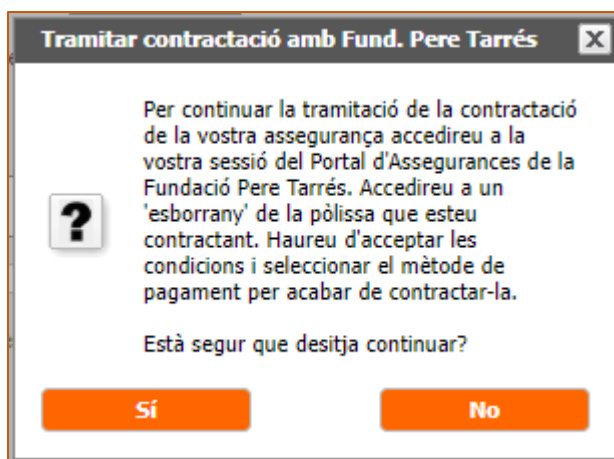 Tramitar contractació amb Fund. Pere Tarrés
Per continuar la tramitació de la contractació
de la vostra assegurança accedireu a la
vostra sessió del Portal d'Assegurances de la
Fundació Pere Tarrés. Accedireu a un
'esborrany' de la pòlissa que esteu
contractant. Haureu d'acceptar les
condicions i seleccionar el mètode de
pagament per acabar de contractar-la.
Està segur que desitja continuar?
Sí
No